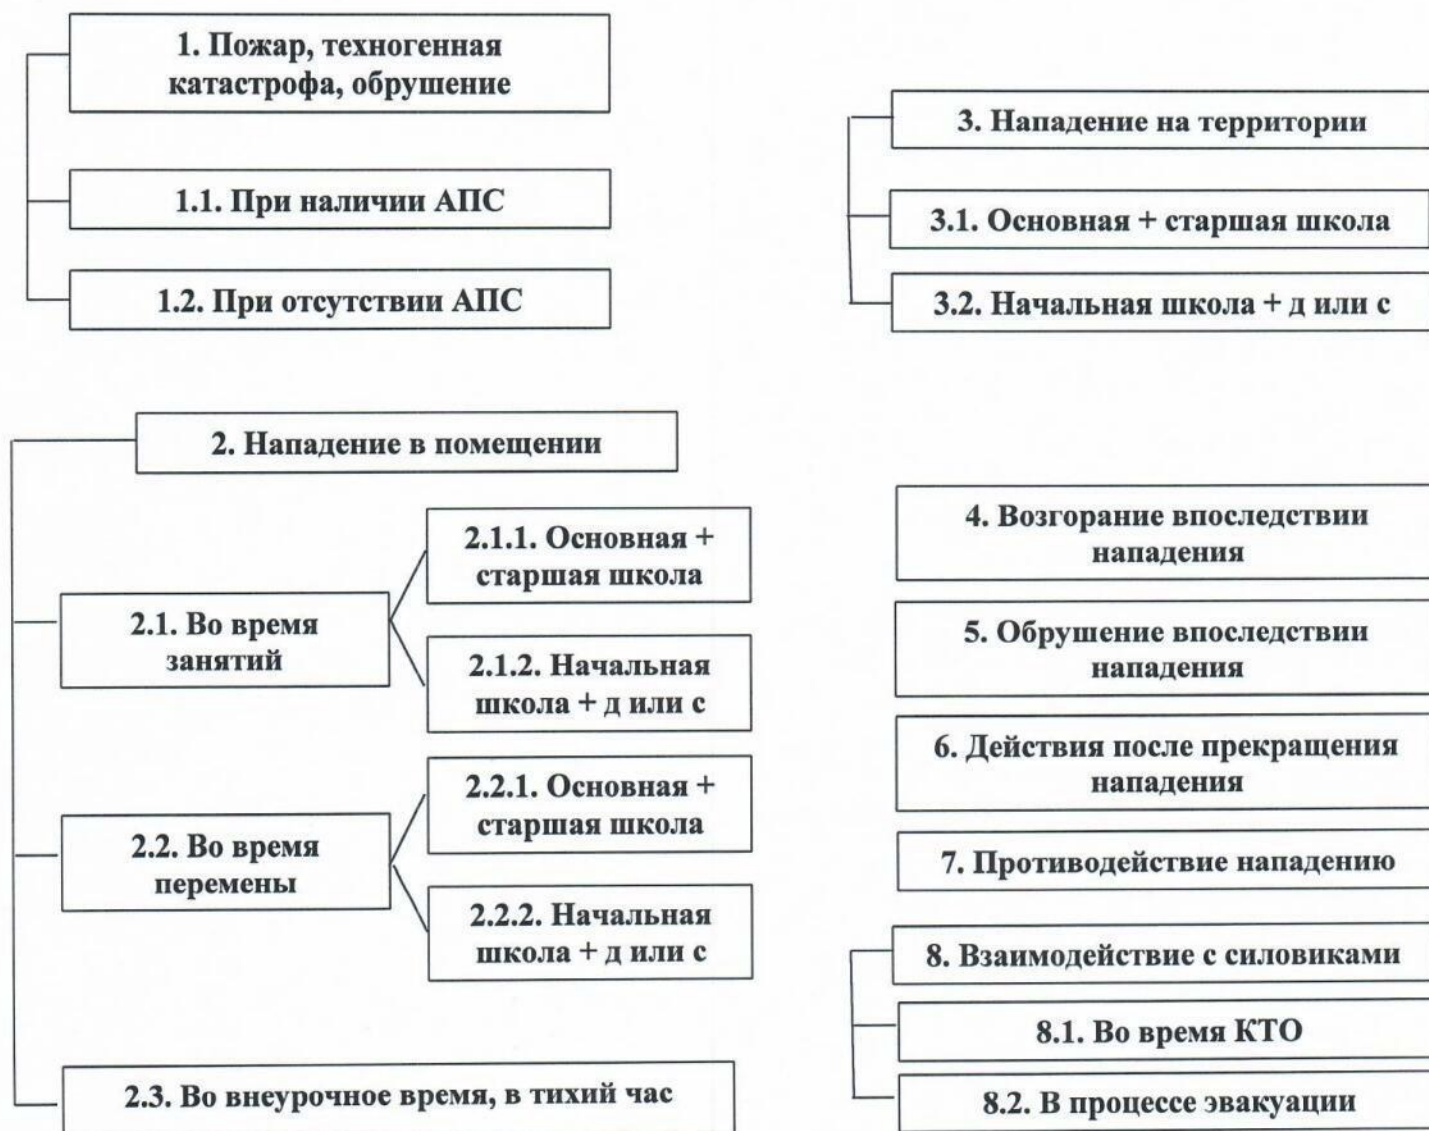 1. Пожар, техногенная
катастрофа, обрушение
1.1. При наличии АПС
1.2. При отсутствии АПС
2. Нападение в помещении
2.1. Во время
занятий
2.1.1. Основная +
старшая школа
2.1.2. Начальная
школа + д или с
2.2. Во время
перемены
2.2.1. Основная +
старшая школа
2.2.2. Начальная
школа + д или с
2.3. Во внеурочное время, в тихий час
3. Нападение на территории
3.1. Основная + старшая школа
3.2. Начальная школа + д или с
4. Возгорание впоследствии
нападения
5. Обрушение впоследствии
нападения
6. Действия после прекращения
нападения
7. Противодействие нападению
8. Взаимодействие с силовиками
8.1. Во время КТО
8.2. В процессе эвакуации